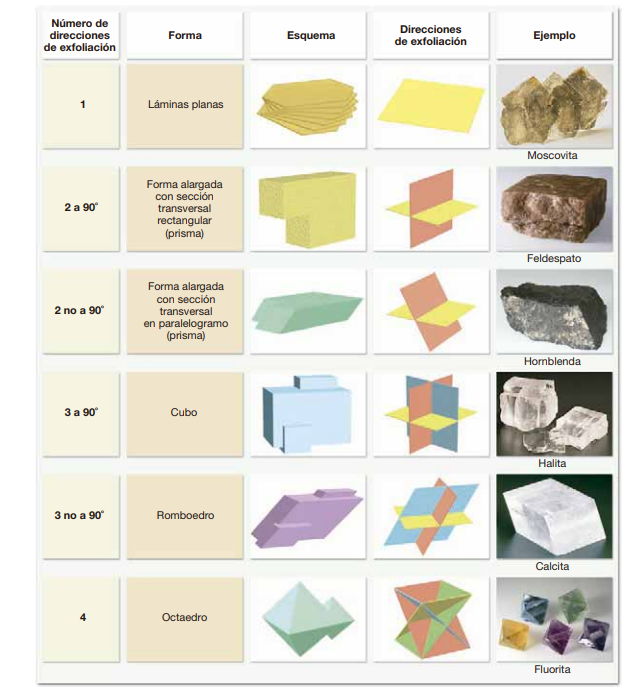 Número de
direcciones
de exfoliación
Forma
Esquema
Direcciones
de exfoliación
Ejemplo
1
Láminas planas
Moscovita
2 a 90°
Forma alargada
con sección
transversal
rectangular
(prisma)
Feldespato
2 no a 90°
Forma alargada
con sección
transversal
en paralelogramo
(prisma)
Hornblenda
3 a 90°
Cubo
Halita
3 no a 90°
Romboedro
Calcita
4
Octaedro
Fluorita